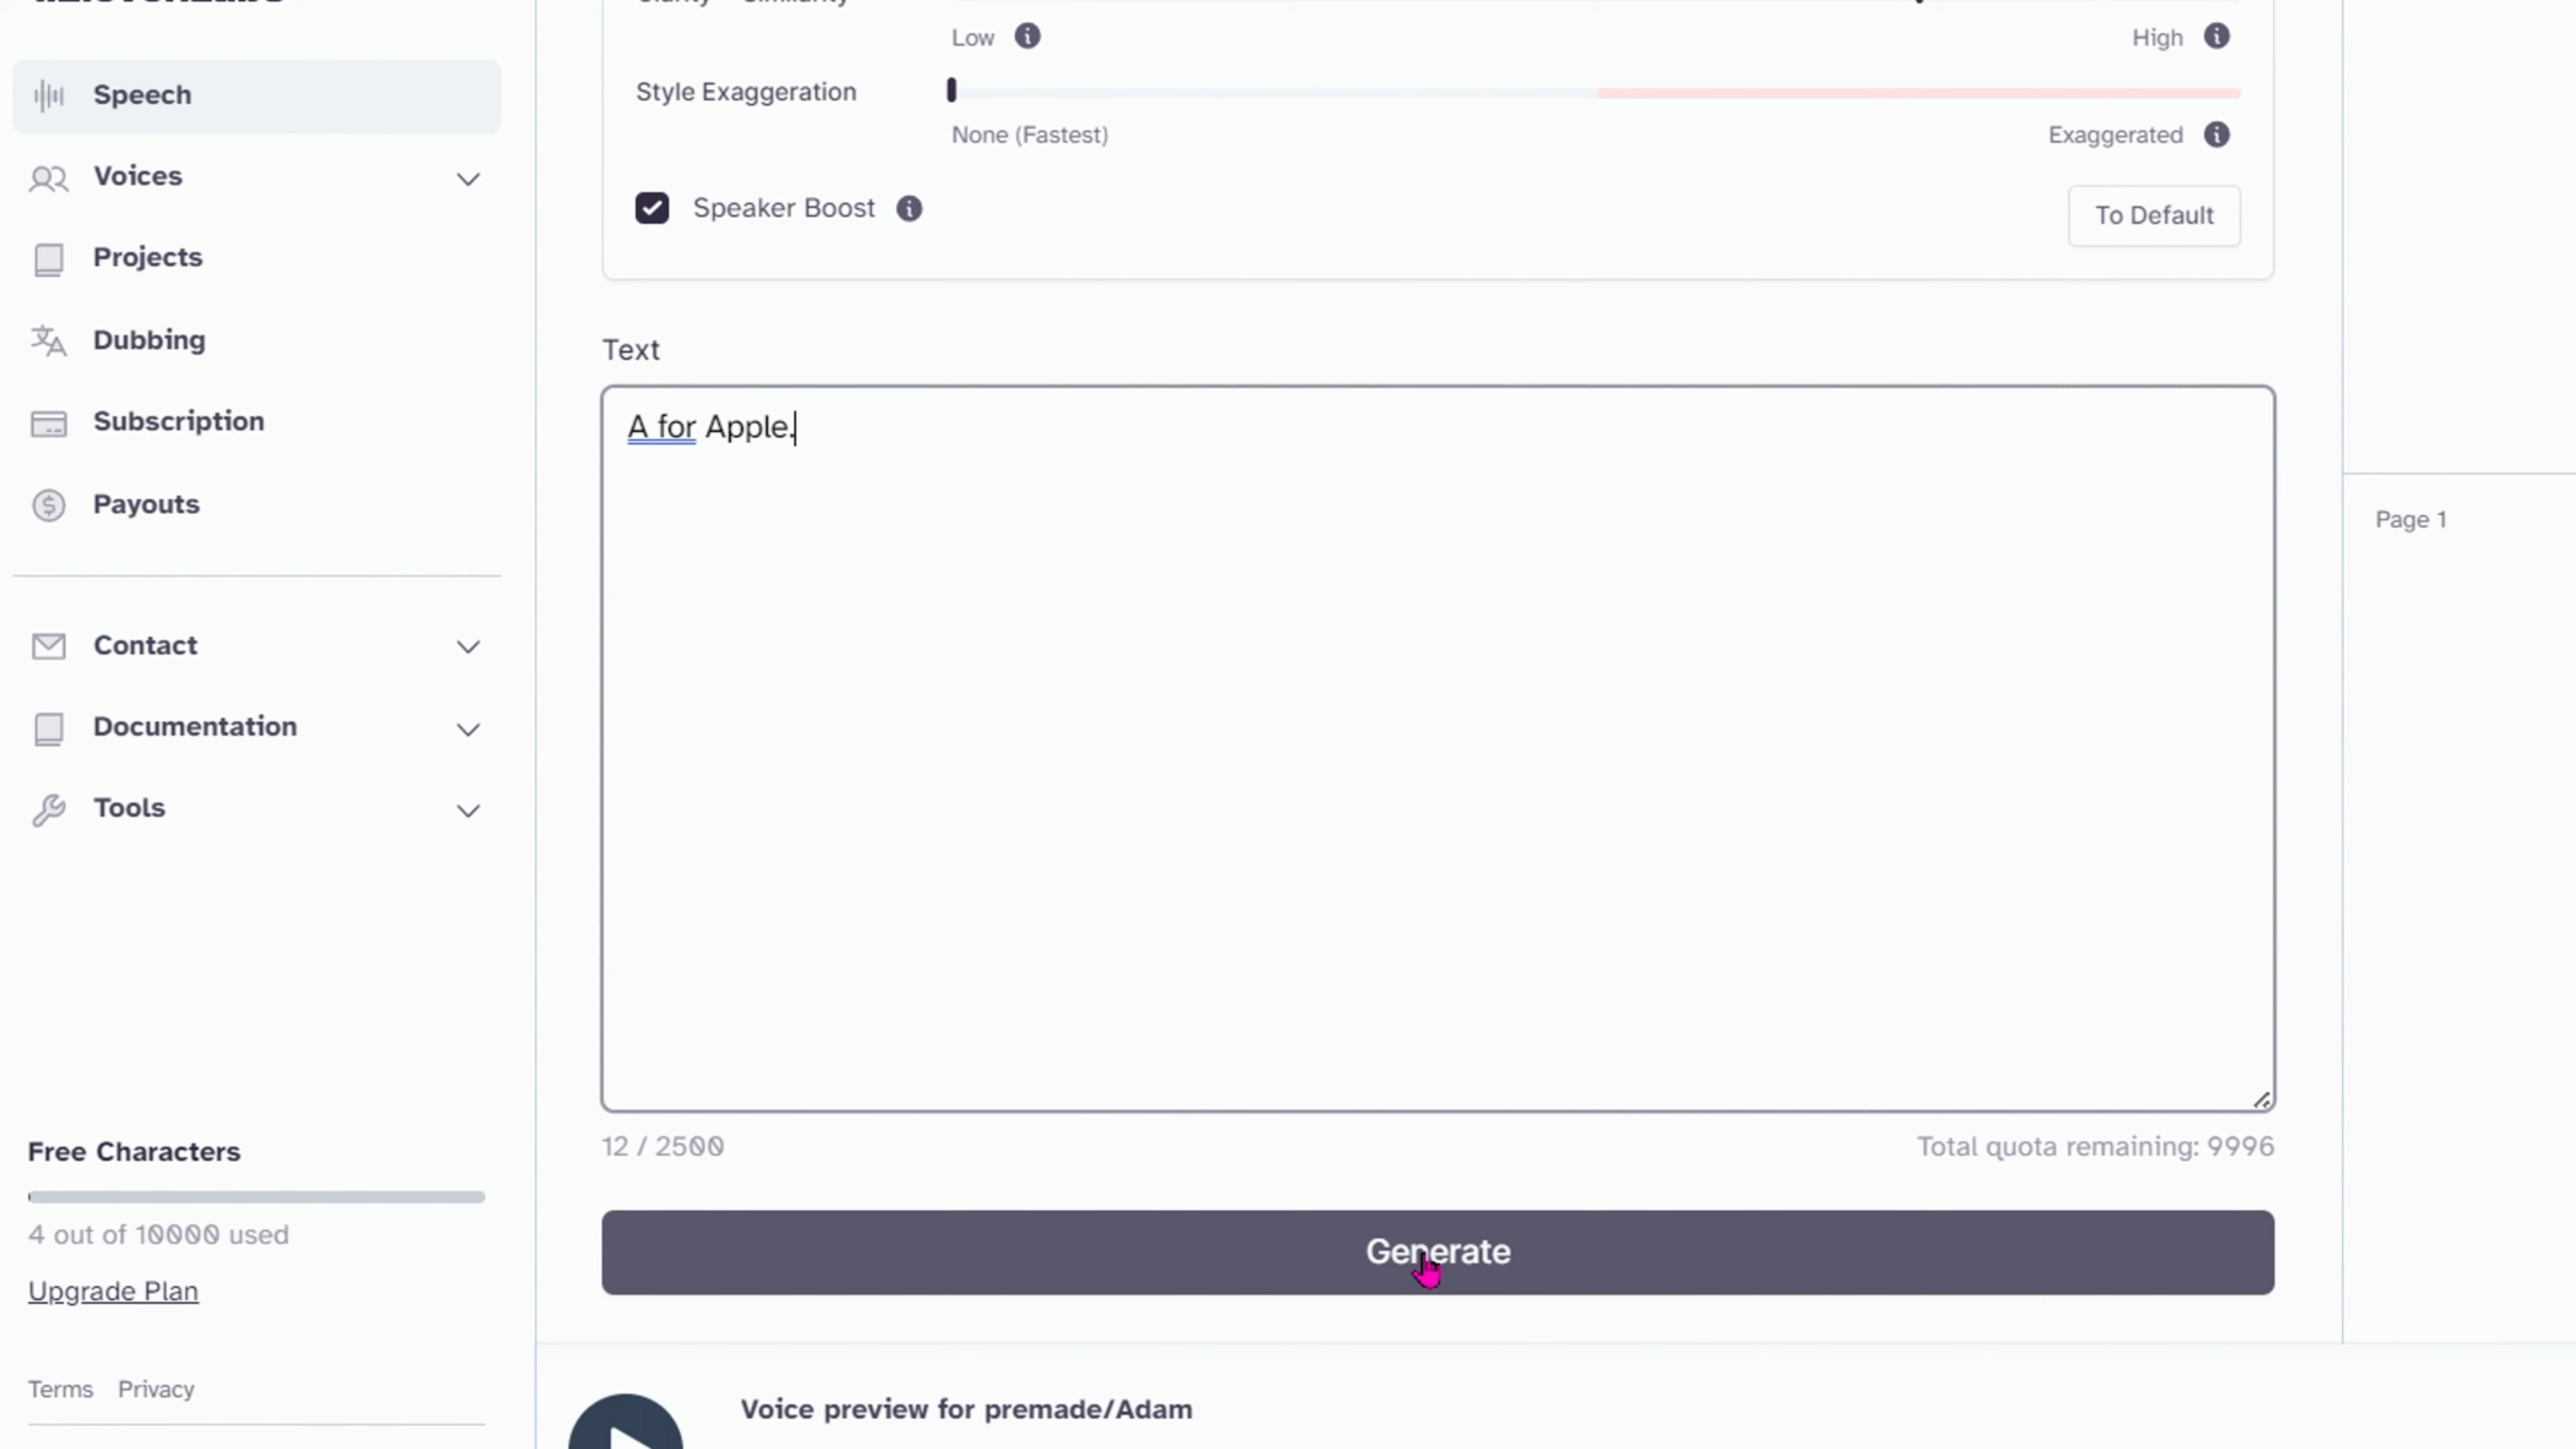 Speech
Voices
Projects
Dubbing
Subscription
Payouts
Contact
Documentation
Tools
Free Characters
4 out of 10000 used
Upgrade Plan
Terms Privacy
Low High
Style Exaggeration
None (Fastest) Exaggerated
Speaker Boost To Default
Text
A for Apple.
12 / 2500 Total quota remaining: 9996
Generate
Voice preview for premade/Adam
Page 1